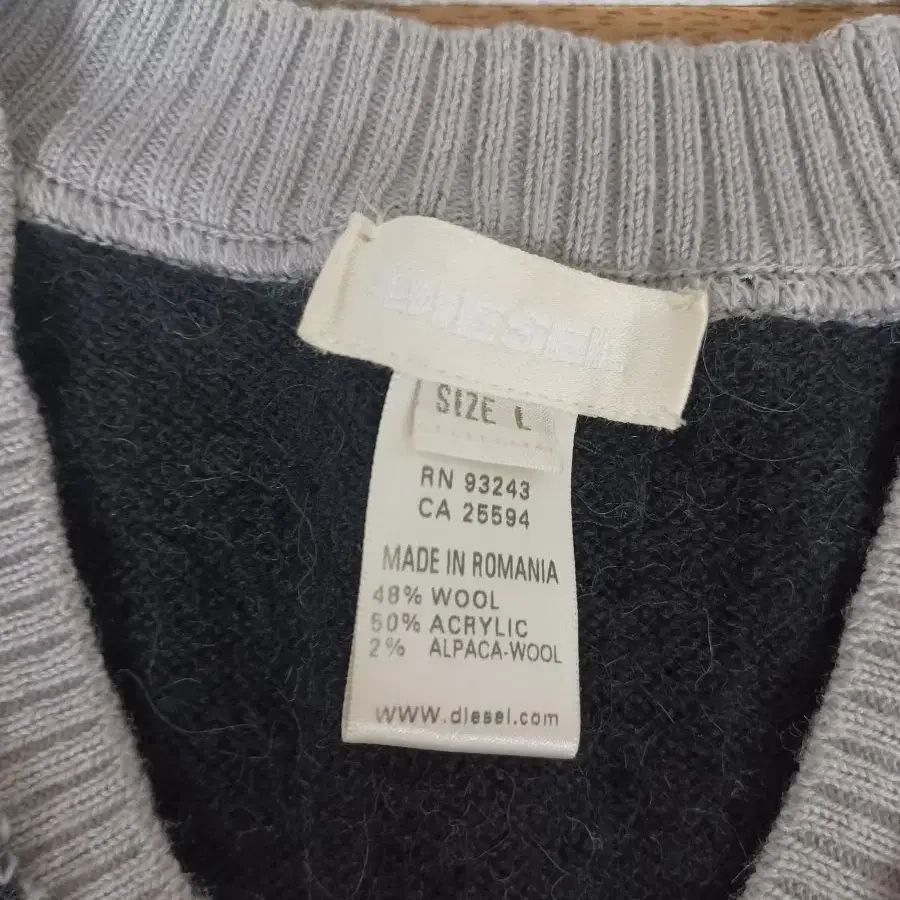 DIESEL
SIZE L
RN 93243
CA 25594
MADE IN ROMANIA
48% WOOL
50% ACRYLIC
2% ALPACA-WOOL
www.diesel.com